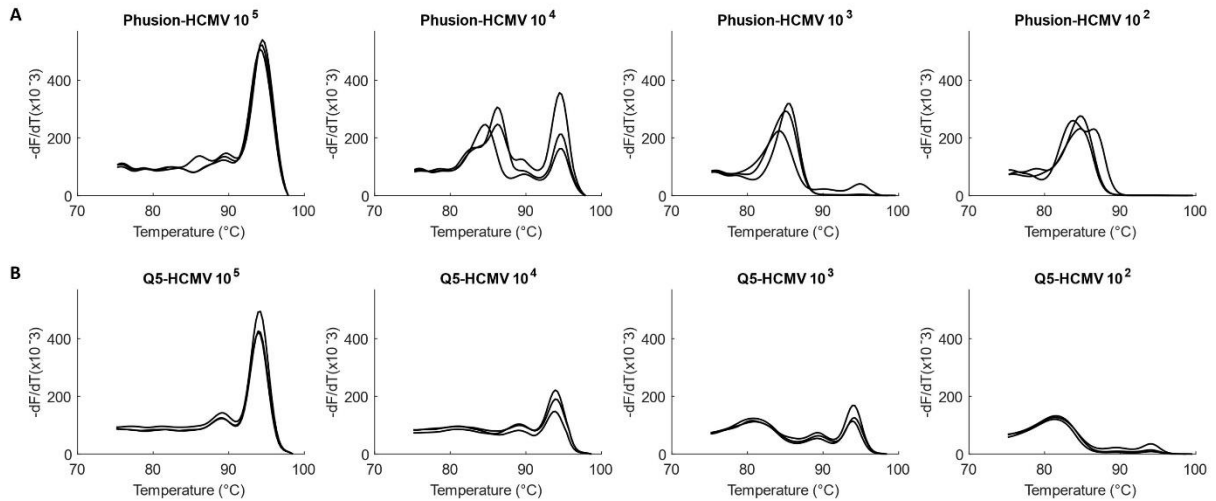 A
Phusion-HCMV 10^5
Phusion-HCMV 10^4
Phusion-HCMV 10^3
Phusion-HCMV 10^2
-dF/dT(x10^-3)
400
200
0
70 80 90 100
Temperature (°C)
-dF/dT(x10^-3)
400
200
0
70 80 90 100
Temperature (°C)
-dF/dT(x10^-3)
400
200
0
70 80 90 100
Temperature (°C)
-dF/dT(x10^-3)
400
200
0
70 80 90 100
Temperature (°C)
B
Q5-HCMV 10^5
Q5-HCMV 10^4
Q5-HCMV 10^3
Q5-HCMV 10^2
-dF/dT(x10^-3)
400
200
0
70 80 90 100
Temperature (°C)
-dF/dT(x10^-3)
400
200
0
70 80 90 100
Temperature (°C)
-dF/dT(x10^-3)
400
200
0
70 80 90 100
Temperature (°C)
-dF/dT(x10^-3)
400
200
0
70 80 90 100
Temperature (°C)